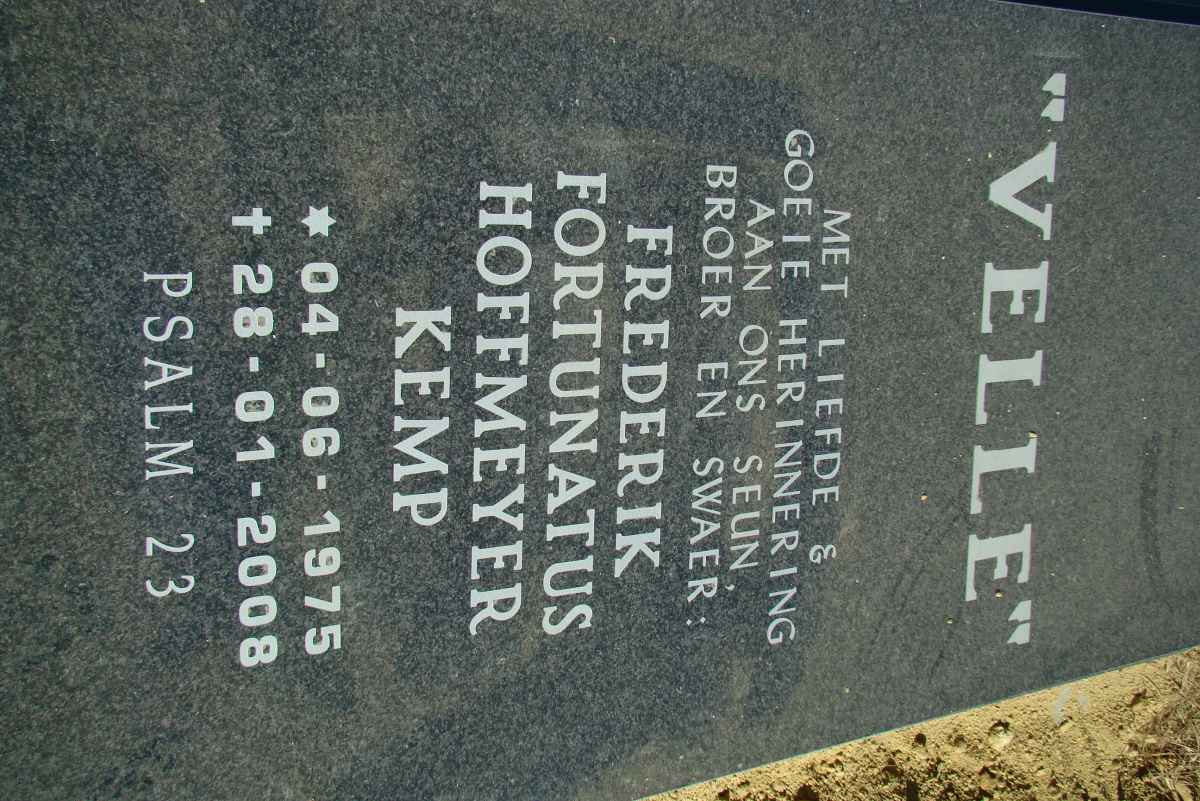 "VELLE"
MET LIEFDE &
GOEIE HERINNERING
AAN ONS SEUN,
BROER EN SWAER:
FREDERIK
FORTUNATUS
HOFMEYER
KEMP
★ 04-06-1975
✝ 28-01-2008
PSALM 23